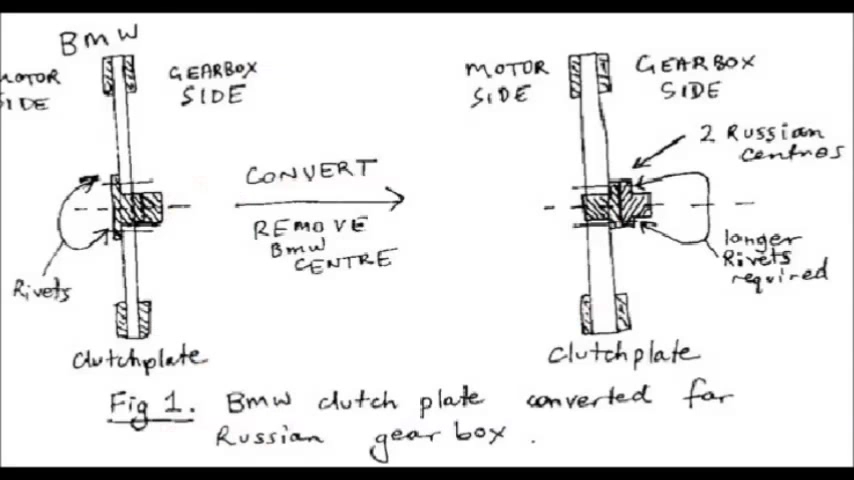 BMW
MOTOR
SIDE
GEARBOX
SIDE
CONVERT
REMOVE
BMW
CENTRE
Rivets
Clutchplate
MOTOR
SIDE
GEARBOX
SIDE
2 Russian
centres
longer
Rivets
required
Clutchplate
Fig 1. BMW clutch plate converted for
Russian gear box.